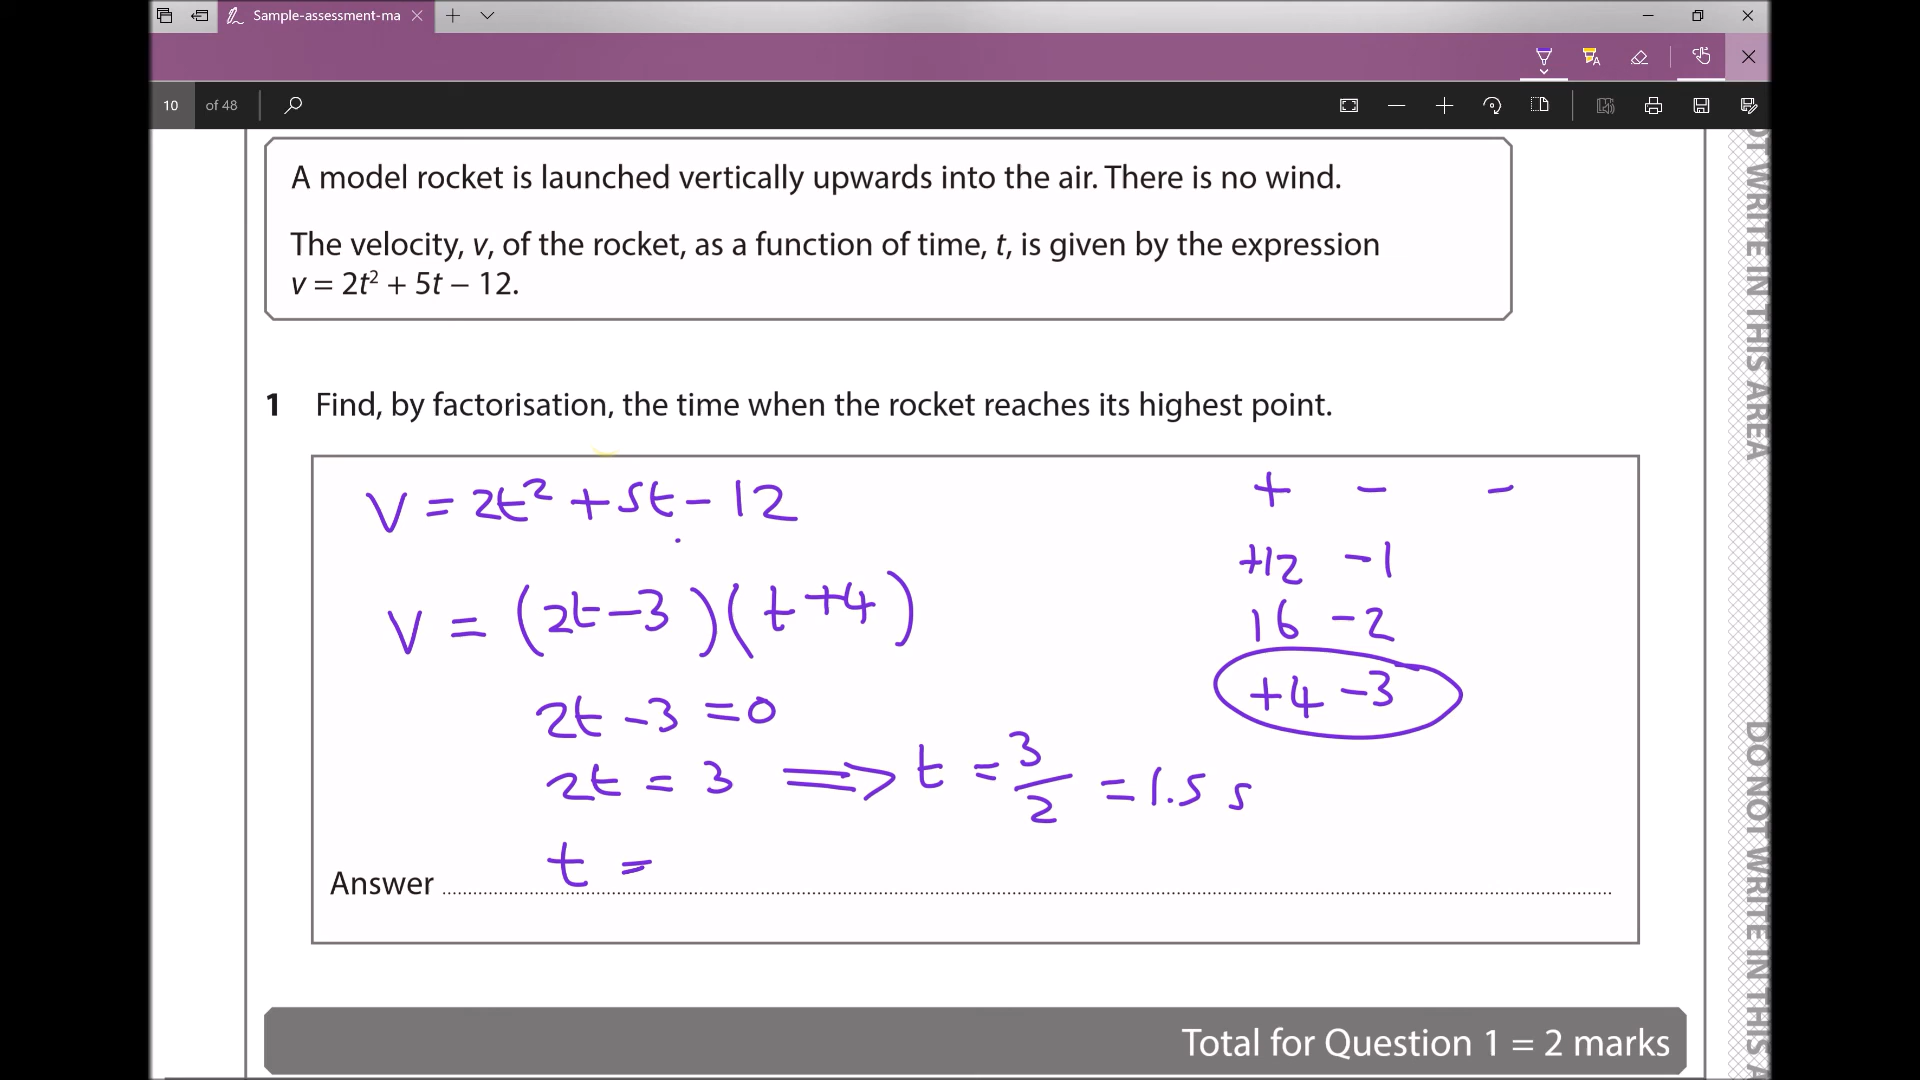 Sample-assessment-ma
10 of 48
A model rocket is launched vertically upwards into the air. There is no wind.
The velocity, v, of the rocket, as a function of time, t, is given by the expression
v = 2t² + 5t − 12.
1 Find, by factorisation, the time when the rocket reaches its highest point.
V = 2t² + 5t - 12
+ - -
+12 -1
V = (2t - 3)(t + 4)
16 -2
+4 -3
2t - 3 = 0
2t = 3 ⟹ t = 3/2 = 1.5 s
t =
Answer
Total for Question 1 = 2 marks
OT WRITE IN THIS AREA
DO NOT WRITE IN THIS A